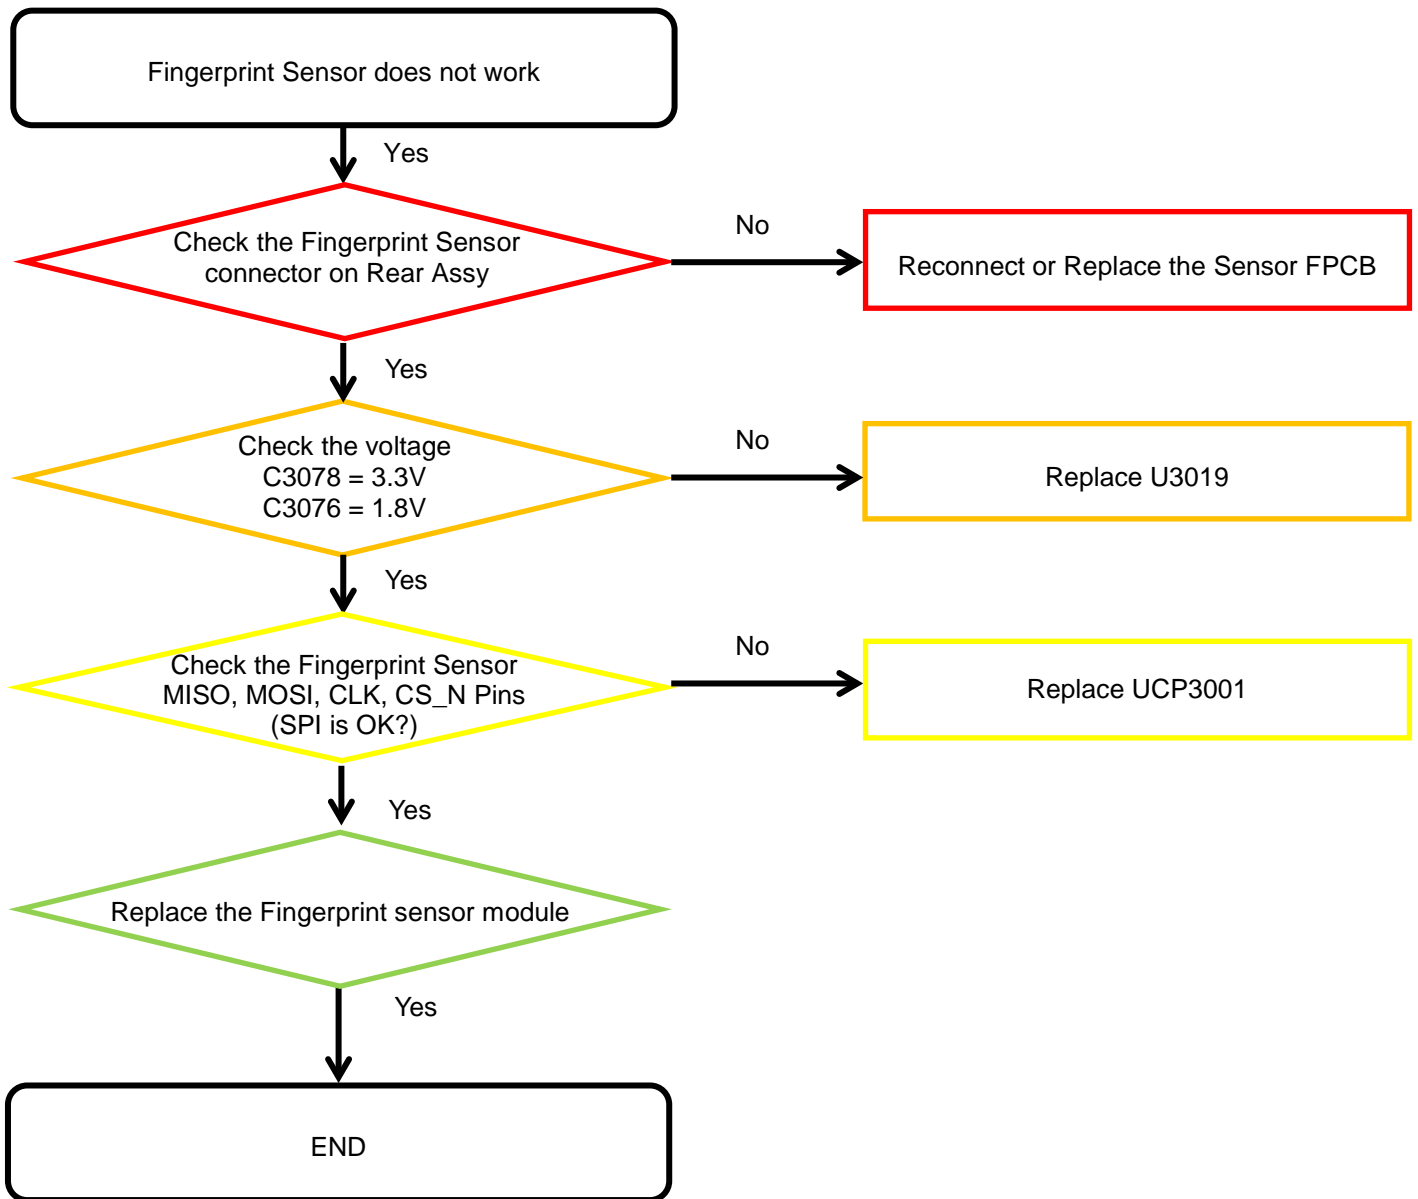 Fingerprint Sensor does not work
Yes
Check the Fingerprint Sensor
connector on Rear Assy
No
Reconnect or Replace the Sensor FPCB
Yes
Check the voltage
C3078 = 3.3V
C3076 = 1.8V
No
Replace U3019
Yes
Check the Fingerprint Sensor
MISO, MOSI, CLK, CS_N Pins
(SPI is OK?)
No
Replace UCP3001
Yes
Replace the Fingerprint sensor module
Yes
END